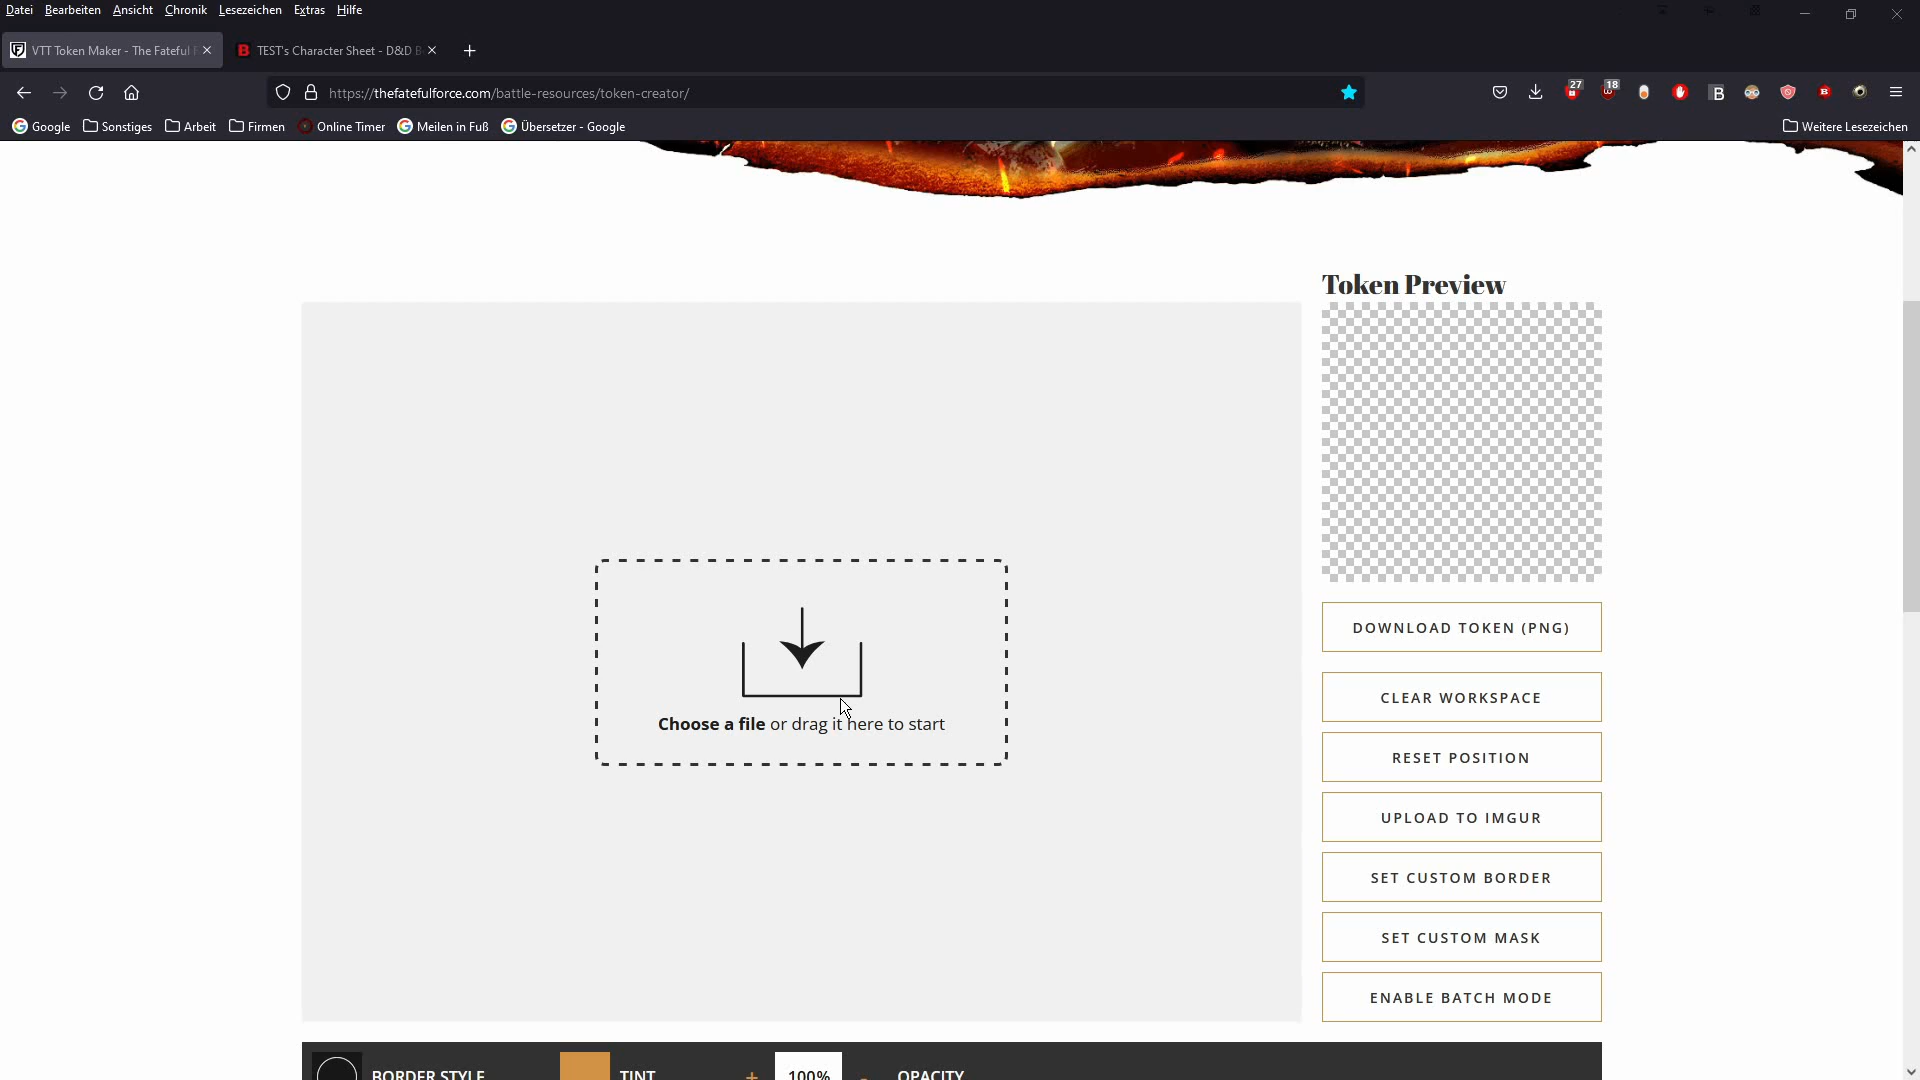 Datei Bearbeiten Ansicht Chronik Lesezeichen Extras Hilfe
VTT Token Maker - The Fateful F
TEST's Character Sheet - D&D B
https://thefatefulforce.com/battle-resources/token-creator/
27
18
Google Sonstiges Arbeit Firmen Online Timer Meilen in Fuß Übersetzer - Google Weitere Lesezeichen
Token Preview
Choose a file or drag it here to start
DOWNLOAD TOKEN (PNG)
CLEAR WORKSPACE
RESET POSITION
UPLOAD TO IMGUR
SET CUSTOM BORDER
SET CUSTOM MASK
ENABLE BATCH MODE
BORDER STYLE TINT + 100% - OPACITY